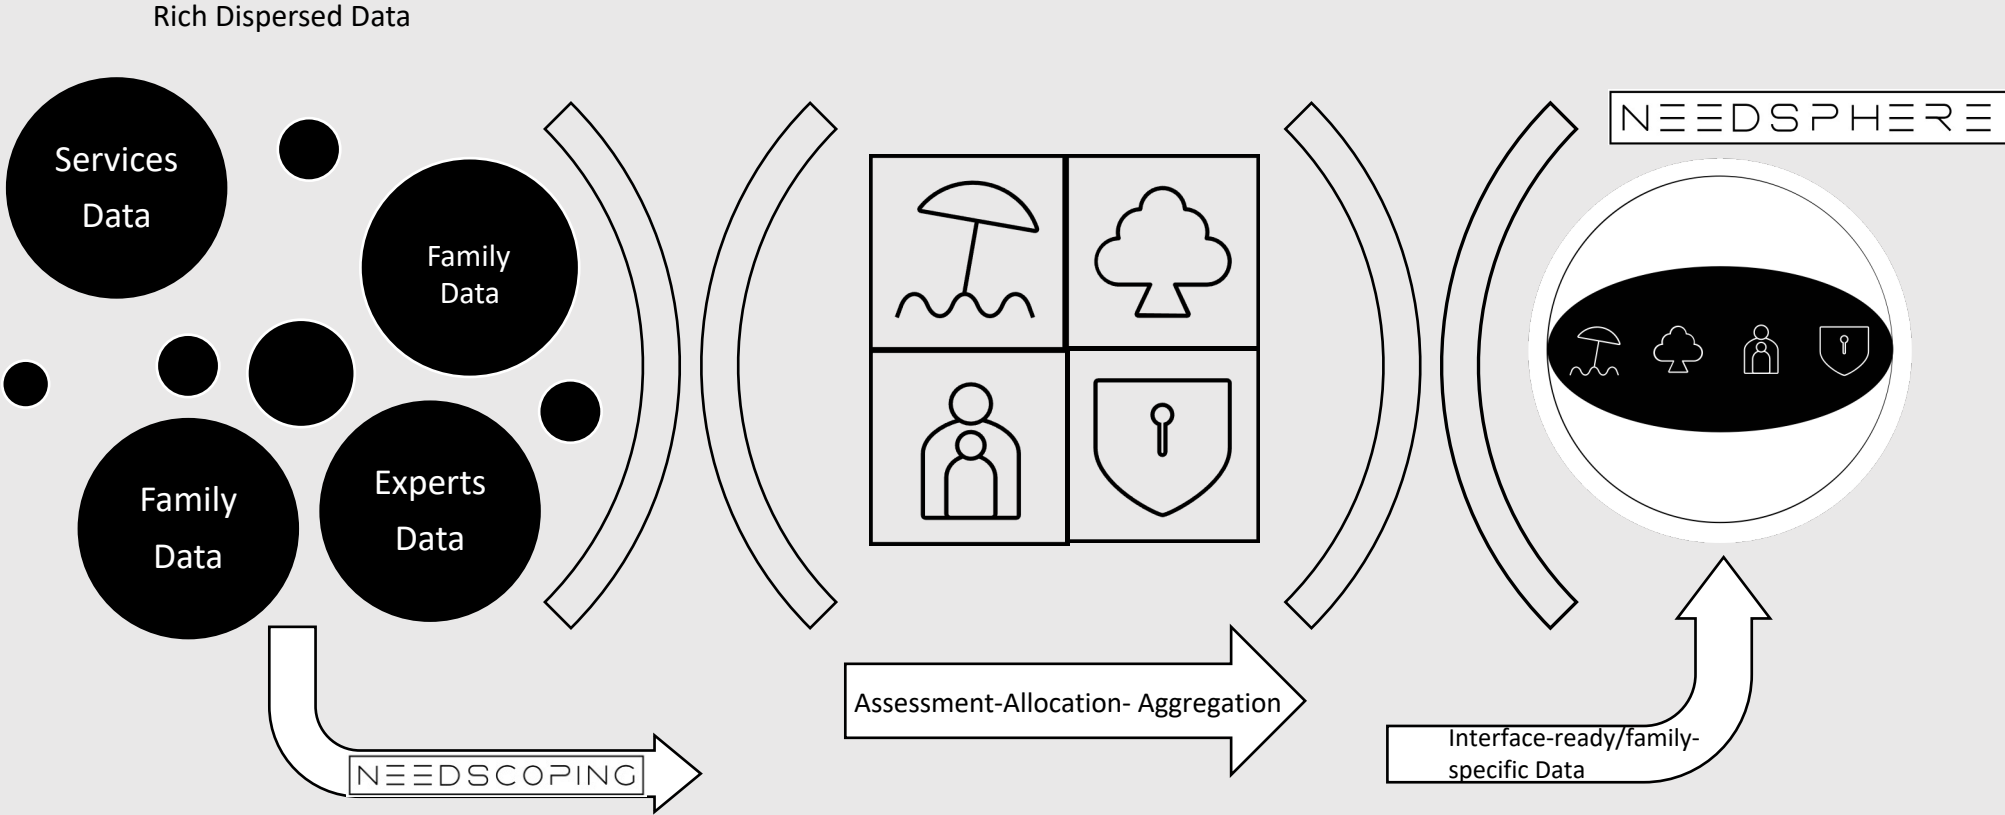 Rich Dispersed Data
Services
Data
Family
Data
Family
Data
Experts
Data
NEEDSCOPING
Assessment-Allocation- Aggregation
Interface-ready/family-
specific Data
NEEDSPHERE